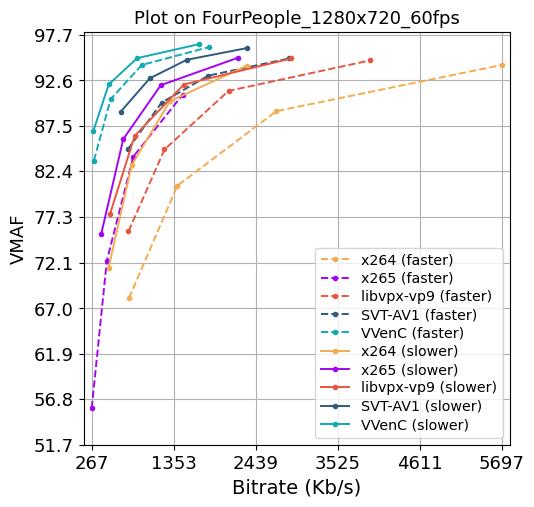 Plot on FourPeople_1280x720_60fps
97.7
92.6
87.5
82.4
77.3
72.1
67.0
61.9
56.8
51.7
VMAF
x264 (faster)
x265 (faster)
libvpx-vp9 (faster)
SVT-AV1 (faster)
VVenC (faster)
x264 (slower)
x265 (slower)
libvpx-vp9 (slower)
SVT-AV1 (slower)
VVenC (slower)
267 1353 2439 3525 4611 5697
Bitrate (Kb/s)